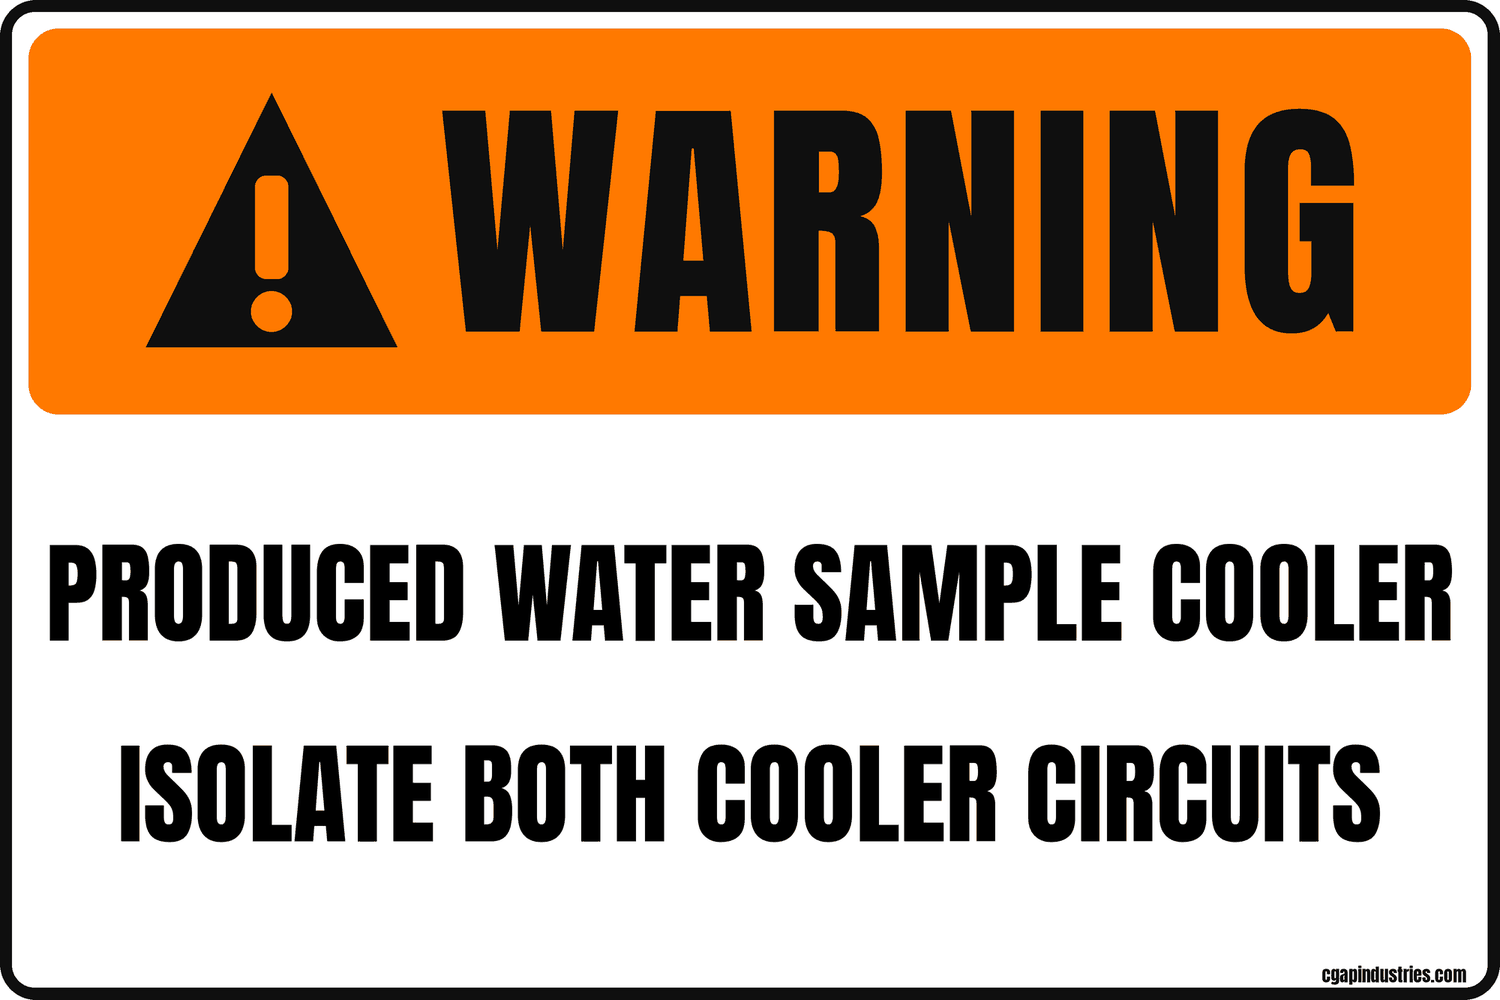 WARNING
PRODUCED WATER SAMPLE COOLER
ISOLATE BOTH COOLER CIRCUITS
cgapindustries.com